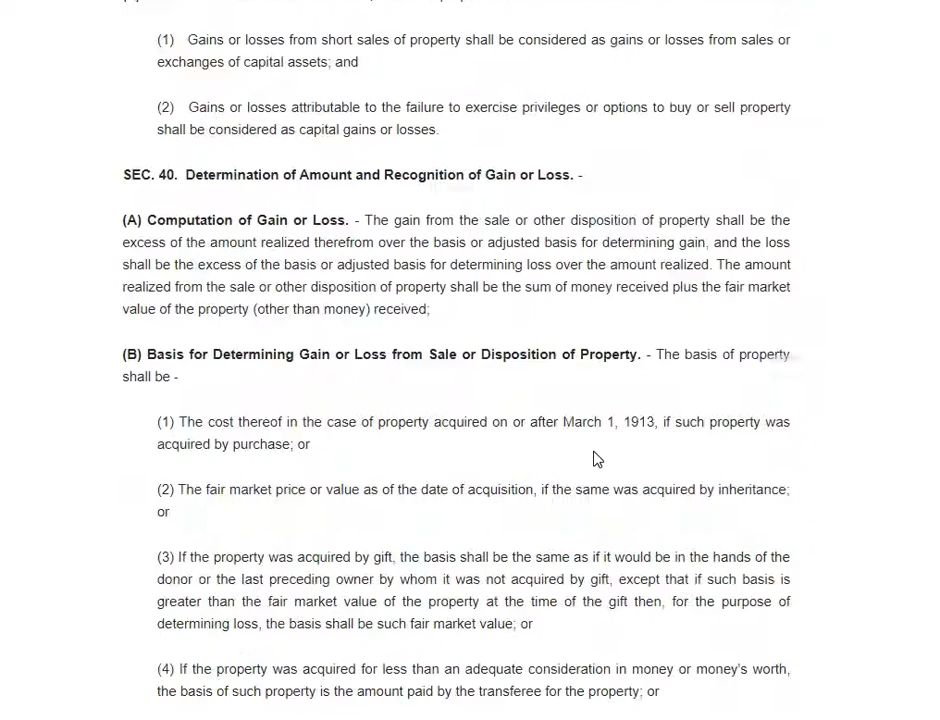 (1) Gains or losses from short sales of property shall be considered as gains or losses from sales or
exchanges of capital assets; and
(2) Gains or losses attributable to the failure to exercise privileges or options to buy or sell property
shall be considered as capital gains or losses.
SEC. 40. Determination of Amount and Recognition of Gain or Loss. -
(A) Computation of Gain or Loss. - The gain from the sale or other disposition of property shall be the
excess of the amount realized therefrom over the basis or adjusted basis for determining gain, and the loss
shall be the excess of the basis or adjusted basis for determining loss over the amount realized. The amount
realized from the sale or other disposition of property shall be the sum of money received plus the fair market
value of the property (other than money) received;
(B) Basis for Determining Gain or Loss from Sale or Disposition of Property. - The basis of property
shall be -
(1) The cost thereof in the case of property acquired on or after March 1, 1913, if such property was
acquired by purchase; or
(2) The fair market price or value as of the date of acquisition, if the same was acquired by inheritance;
or
(3) If the property was acquired by gift, the basis shall be the same as if it would be in the hands of the
donor or the last preceding owner by whom it was not acquired by gift, except that if such basis is
greater than the fair market value of the property at the time of the gift then, for the purpose of
determining loss, the basis shall be such fair market value; or
(4) If the property was acquired for less than an adequate consideration in money or money's worth,
the basis of such property is the amount paid by the transferee for the property; or